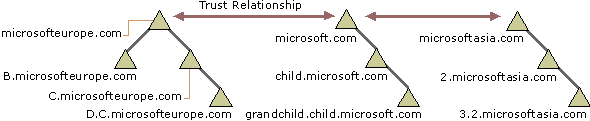 Trust Relationship
microsofteurope.com
microsoft.com
microsoftasia.com
B.microsofteurope.com
child.microsoft.com
2.microsoftasia.com
C.microsofteurope.com
D.C.microsofteurope.com
grandchild.child.microsoft.com
3.2.microsoftasia.com